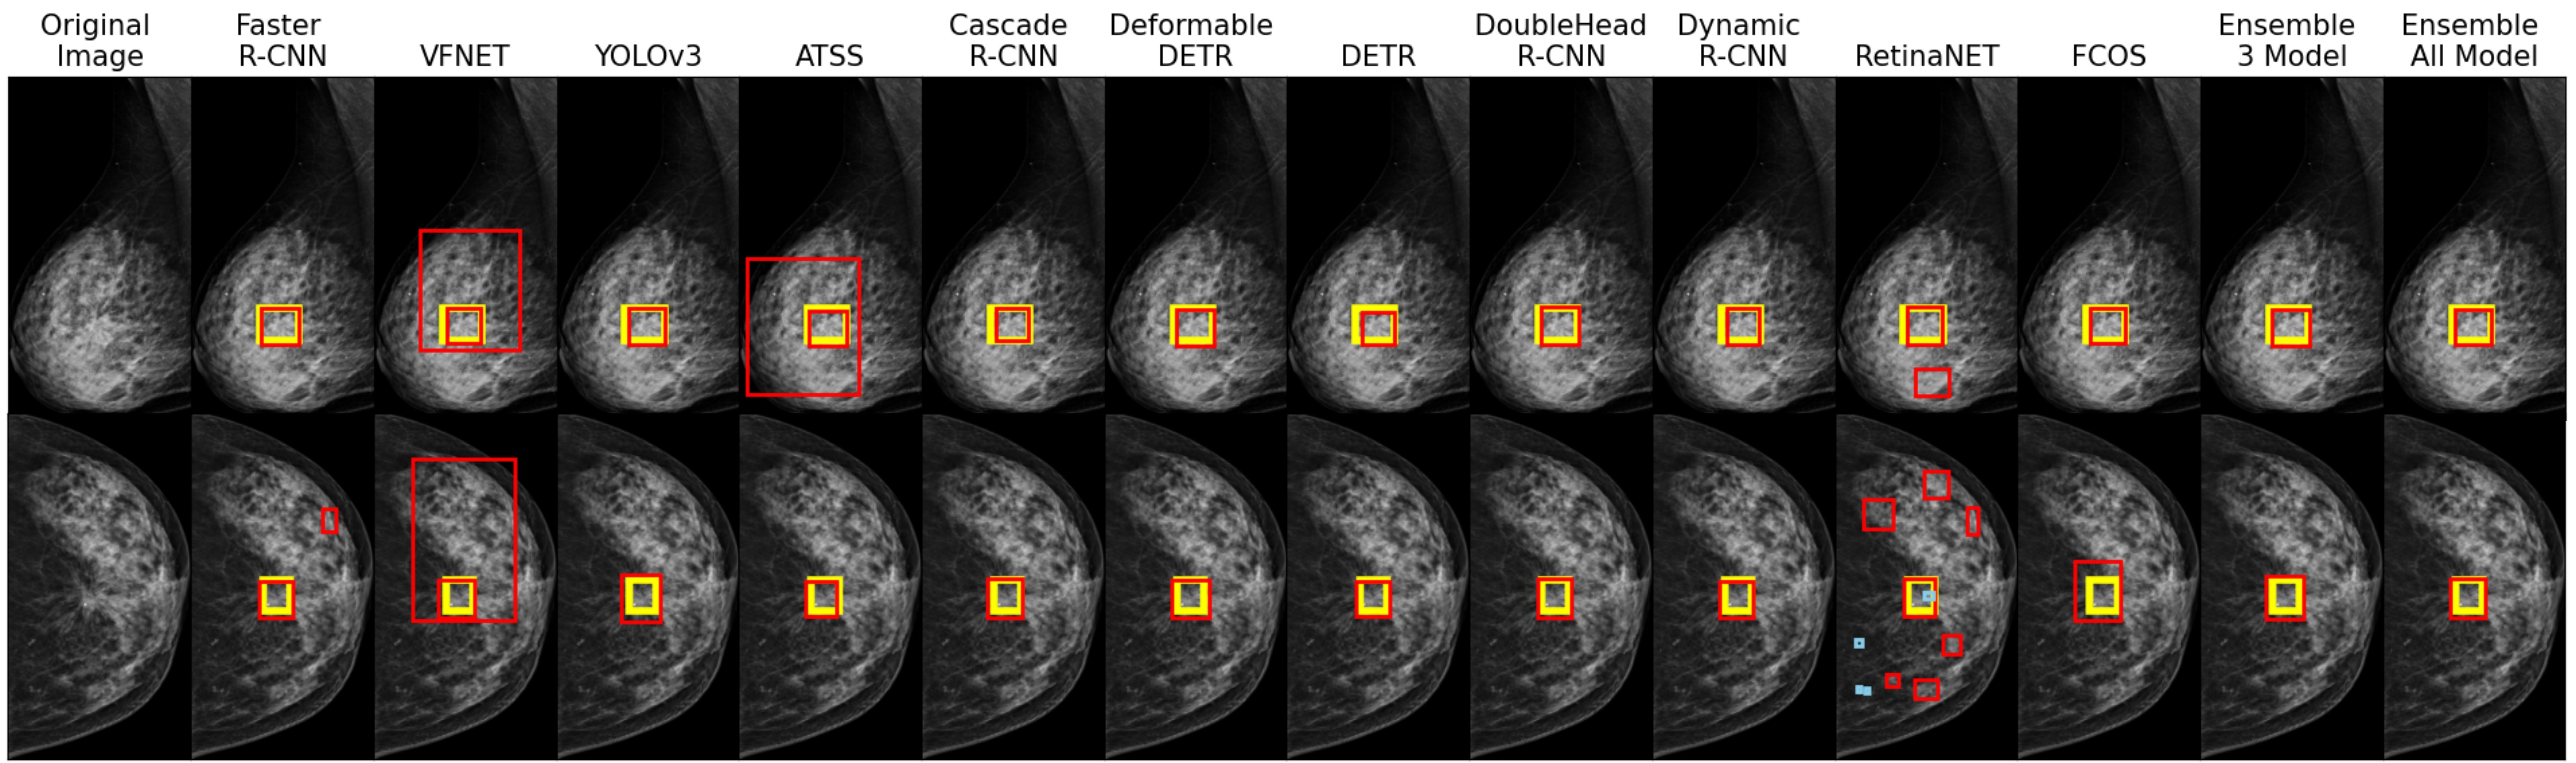 Original
Image
Faster
R-CNN
VFNET
YOLOv3
ATSS
Cascade
R-CNN
Deformable
DETR
DETR
DoubleHead
R-CNN
Dynamic
R-CNN
RetinaNET
FCOS
Ensemble
3 Model
Ensemble
All Model